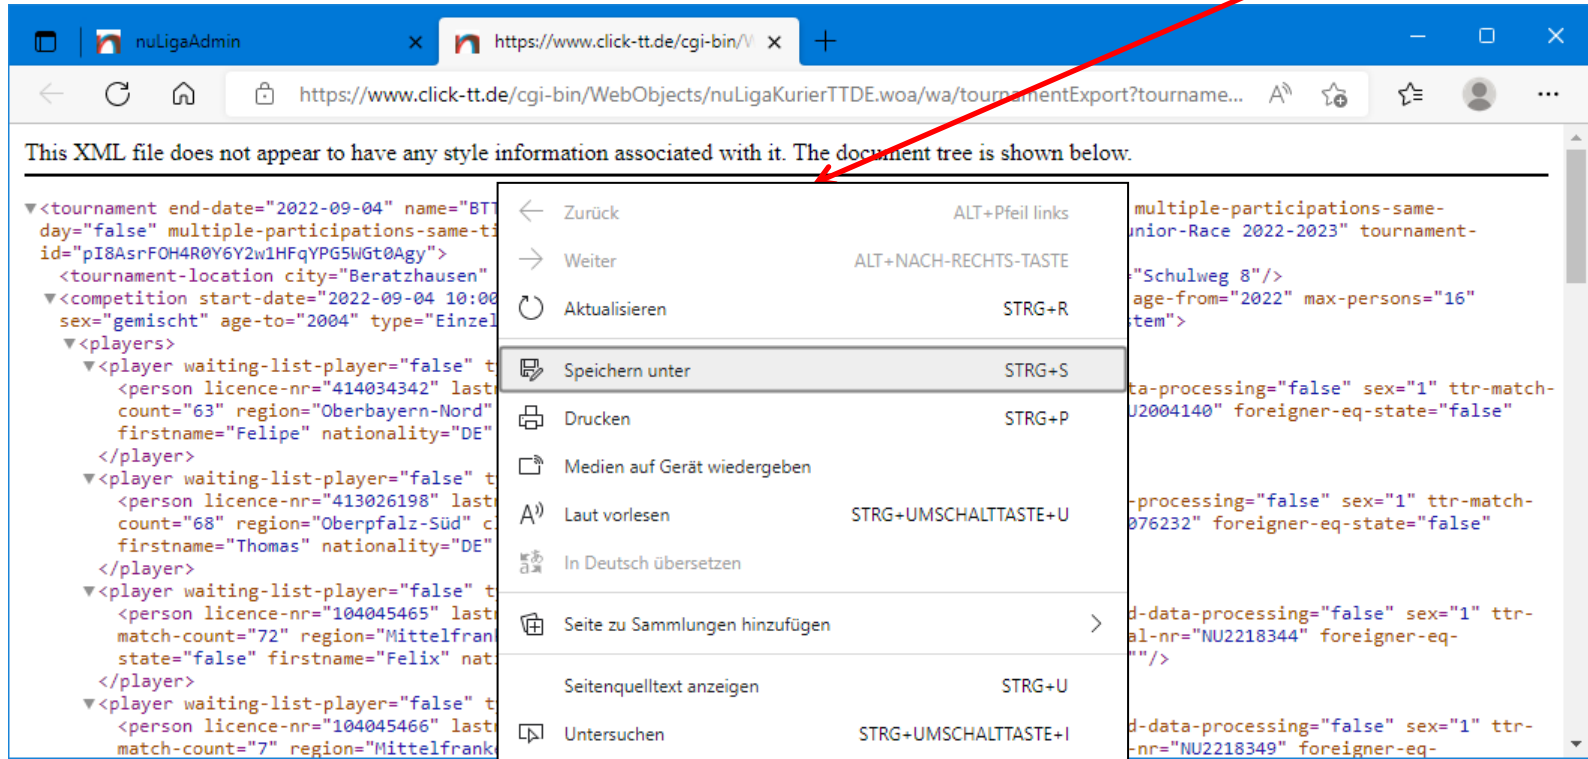 nuLigaAdmin
https://www.click-tt.de/cgi-bin/W
https://www.click-tt.de/cgi-bin/WebObjects/nuLigaKurierTTDE.woa/wa/tournamentExport?tourname...
This XML file does not appear to have any style information associated with it. The document tree is shown below.
▼<tournament end-date="2022-09-04" name="BTT multiple-participations-same-
day="false" multiple-participations-same-ti unior-Race 2022-2023" tournament-
id="pI8AsrFOH4R0Y6Y2w1HFqYPG5WGt0Agy">
<tournament-location city="Beratzhausen" ="Schulweg 8"/>
▼<competition start-date="2022-09-04 10:00 age-from="2022" max-persons="16"
sex="gemischt" age-to="2004" type="Einzel tem">
▼<players>
▼<player waiting-list-player="false" t
<person licence-nr="414034342" last ta-processing="false" sex="1" ttr-match-
count="63" region="Oberbayern-Nord" U2004140" foreigner-eq-state="false"
firstname="Felipe" nationality="DE"
</player>
▼<player waiting-list-player="false" t
<person licence-nr="413026198" last -processing="false" sex="1" ttr-match-
count="68" region="Oberpfalz-Süd" cl 076232" foreigner-eq-state="false"
firstname="Thomas" nationality="DE"
</player>
▼<player waiting-list-player="false" t
<person licence-nr="104045465" last d-data-processing="false" sex="1" ttr-
match-count="72" region="Mittelfran al-nr="NU2218344" foreigner-eq-
state="false" firstname="Felix" nat ""/>
</player>
▼<player waiting-list-player="false" t
<person licence-nr="104045466" last d-data-processing="false" sex="1" ttr-
match-count="7" region="Mittelfranke -nr="NU2218349" foreigner-eq-
Zurück ALT+Pfeil links
Weiter ALT+NACH-RECHTS-TASTE
Aktualisieren STRG+R
Speichern unter STRG+S
Drucken STRG+P
Medien auf Gerät wiedergeben
Laut vorlesen STRG+UMSCHALTTASTE+U
In Deutsch übersetzen
Seite zu Sammlungen hinzufügen
Seitenquelltext anzeigen STRG+U
Untersuchen STRG+UMSCHALTTASTE+I